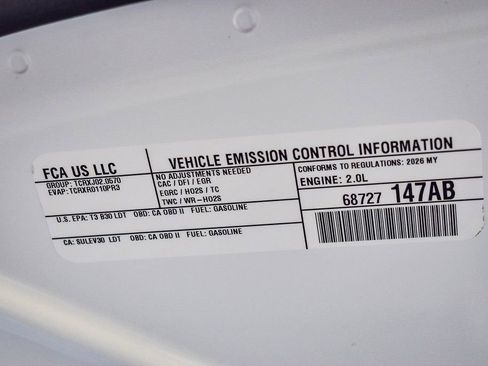 FCA US LLC
GROUP: TCRXJ02.0570
EVAP: TCRXR0110PR3
VEHICLE EMISSION CONTROL INFORMATION
NO ADJUSTMENTS NEEDED
CAC / DFI / EGR
EGRC / HO2S / TC
TWC / WR-HO2S
CONFORMS TO REGULATIONS: 2026 MY
ENGINE: 2.0L
68727 147AB
U.S. EPA: T3 B30 LDT OBD: CA OBD II FUEL: GASOLINE
CA: SULEV30 LDT OBD: CA OBD II FUEL: GASOLINE